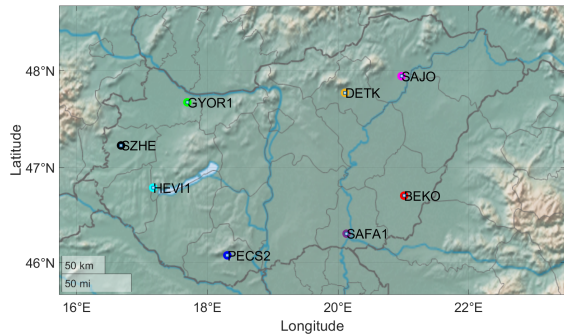 48°N
47°N
46°N
Latitude
SAJO
DETK
GYOR1
SZHE
HEVI1
BEKO
SAFA1
PECS2
50 km
50 mi
16°E
18°E
20°E
22°E
Longitude